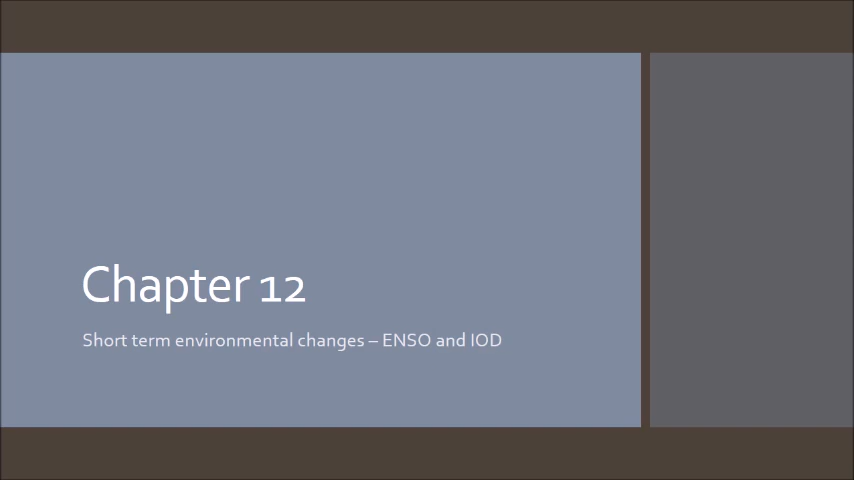 Chapter 12
Short term environmental changes – ENSO and IOD